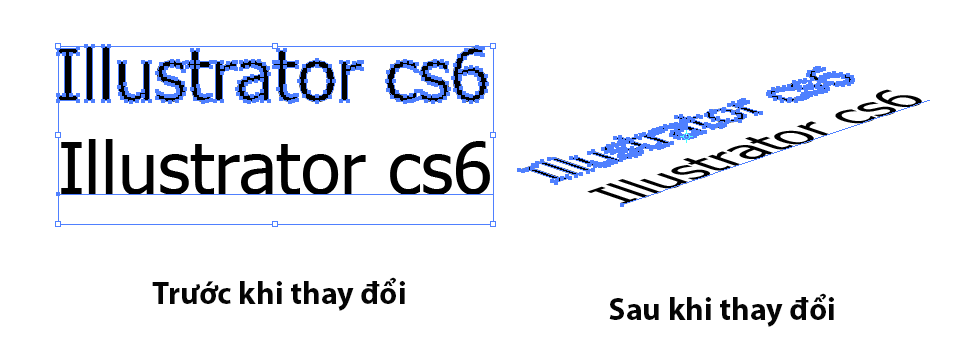 Illustrator cs6
Illustrator cs6
Illustrator cs6
Illustrator cs6
Trước khi thay đổi
Sau khi thay đổi